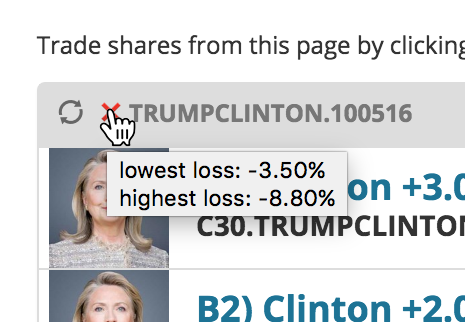 Trade shares from this page by clicking
TRUMPCLINTON.100516
lowest loss: -3.50%
highest loss: -8.80%
on +3.0
C30.TRUMPCLINTON
B2) Clinton +2.0